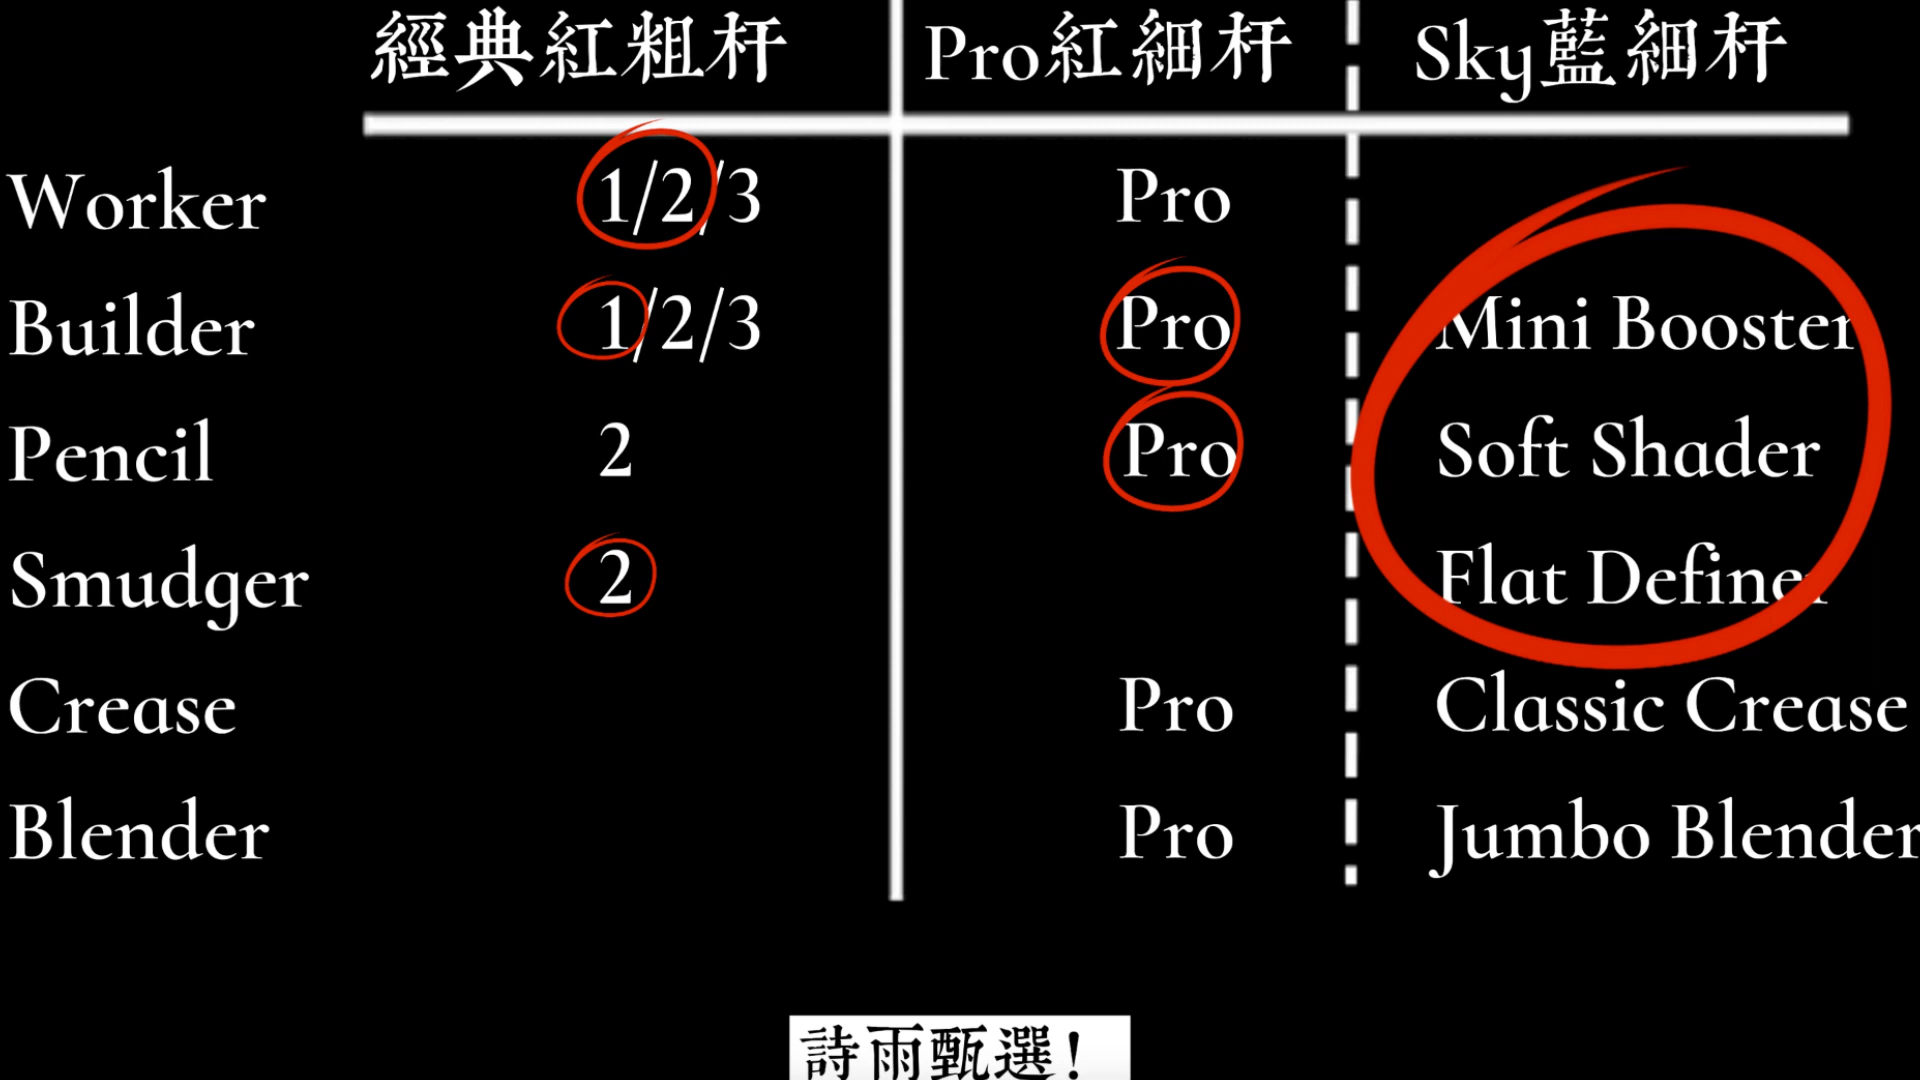 經典紅粗杆 Pro紅細杆 Sky藍細杆
Worker 1/2/3 Pro
Builder 1/2/3 Pro Mini Booster
Pencil 2 Pro Soft Shader
Smudger 2 Flat Definer
Crease Pro Classic Crease
Blender Pro Jumbo Blender
詩雨甄選!